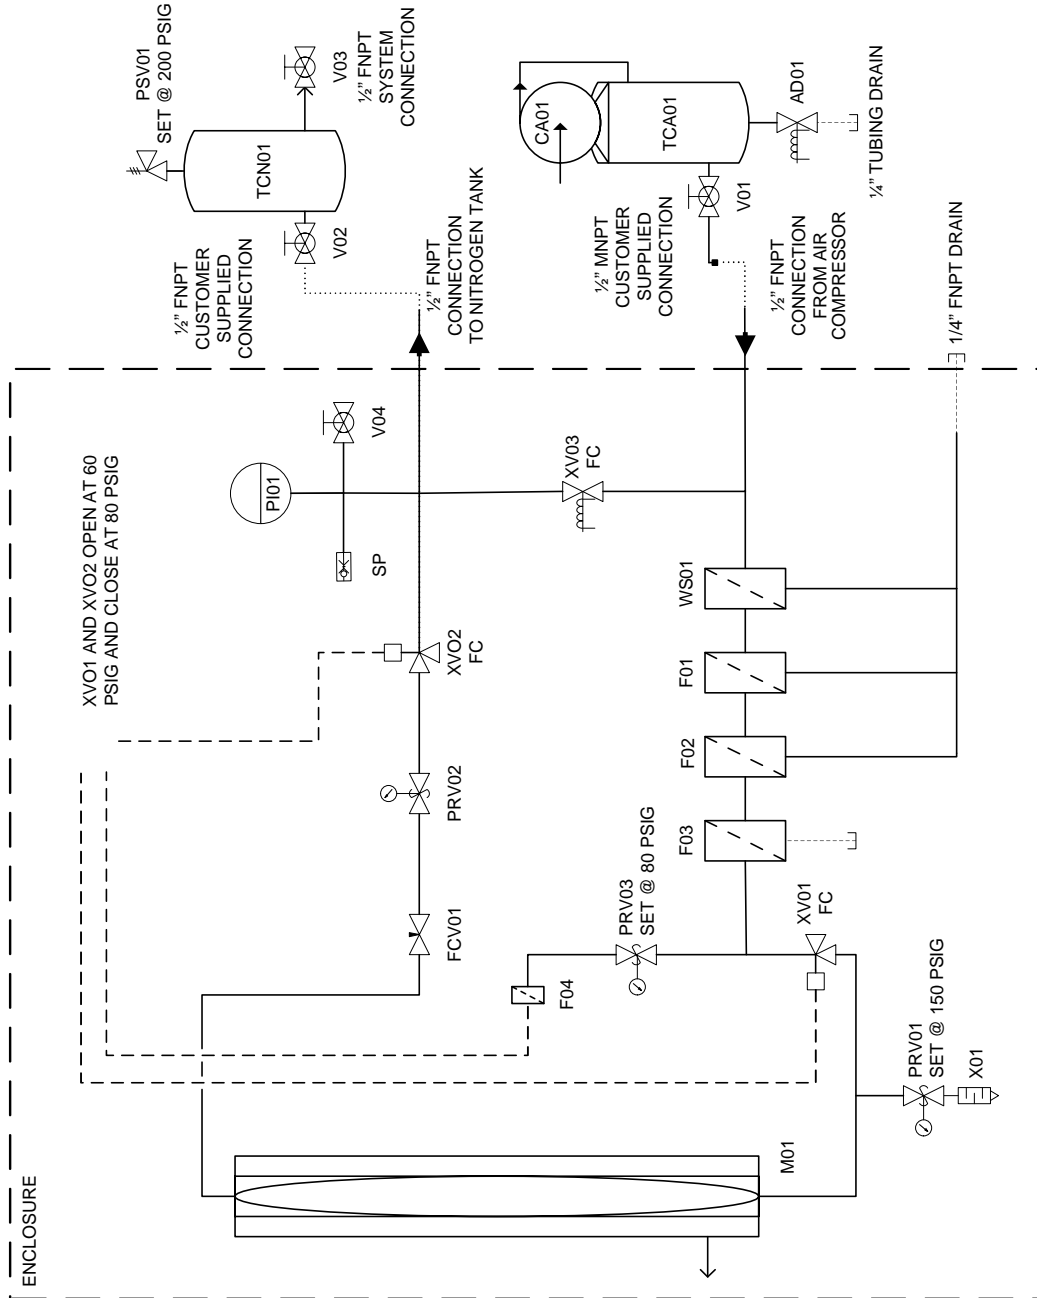 PSV01
SET @ 200 PSIG
V03
½” FNPT
SYSTEM
CONNECTION
TCN01
V02
½” FNPT
CUSTOMER
SUPPLIED
CONNECTION
½” FNPT
CONNECTION
TO NITROGEN TANK
CA01
TCA01
AD01
¼” TUBING DRAIN
V01
½” MNPT
CUSTOMER
SUPPLIED
CONNECTION
½” FNPT
CONNECTION
FROM AIR
COMPRESSOR
1/4” FNPT DRAIN
XVO1 AND XVO2 OPEN AT 60
PSIG AND CLOSE AT 80 PSIG
PI01
V04
SP
XV03
FC
XVO2
FC
WS01
F01
F02
F03
PRV02
FCV01
PRV03
SET @ 80 PSIG
F04
XV01
FC
PRV01
SET @ 150 PSIG
X01
M01
ENCLOSURE